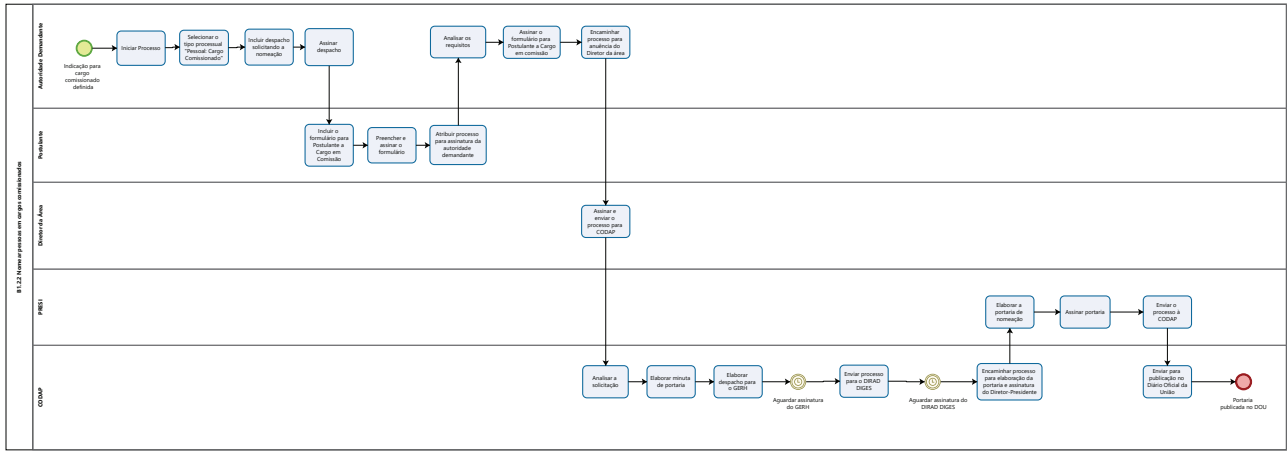 B1.2.2 Nomear pessoas em cargos comissionados
Autoridade Demandante
Indicação para
cargo
comissionado
definida
Iniciar Processo
Selecionar o
tipo processual
"Pessoal: Cargo
Comissionado"
Incluir despacho
solicitando a
nomeação
Assinar
despacho
Analisar os
requisitos
Assinar o
formulário para
Postulante a Cargo
em comissão
Encaminhar
processo para
anuência do
Diretor da área
Postulante
Incluir o
formulário para
Postulante a
Cargo em
Comissão
Preencher e
assinar o
formulário
Atribuir processo
para assinatura da
autoridade
demandante
Diretor da Área
Assinar e
enviar o
processo para
CODAP
PRESI
Elaborar a
portaria de
nomeação
Assinar portaria
Enviar o
processo à
CODAP
CODAP
Analisar a
solicitação
Elaborar minuta
de portaria
Elaborar
despacho para
o GERH
Aguardar assinatura
do GERH
Enviar processo
para o DIRAD
DIGES
Aguardar assinatura do
DIRAD DIGES
Encaminhar processo
para elaboração da
portaria e assinatura
do Diretor-Presidente
Enviar para
publicação no
Diário Oficial da
União
Portaria
publicada no DOU